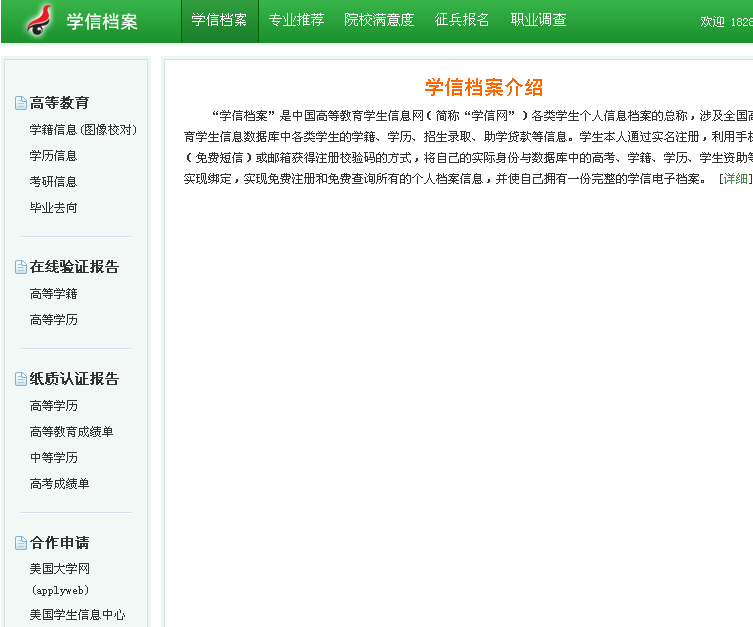 学信档案 学信档案 专业推荐 院校满意度 征兵报名 职业调查 欢迎 1828
高等教育
学籍信息(图像校对)
学历信息
考研信息
毕业去向
在线验证报告
高等学籍
高等学历
纸质认证报告
高等学历
高等教育成绩单
中等学历
高考成绩单
合作申请
美国大学网
(applyweb)
美国学生信息中心
学信档案介绍
“学信档案”是中国高等教育学生信息网(简称“学信网”)各类学生个人信息档案的总称，涉及全国高
育学生信息数据库中各类学生的学籍、学历、招生录取、助学贷款等信息。学生本人通过实名注册，利用手机
(免费短信)或邮箱获得注册校验码的方式，将自己的实际身份与数据库中的高考、学籍、学历、学生资助等
实现绑定，实现免费注册和免费查询所有的个人档案信息，并使自己拥有一份完整的学信电子档案。 [详细]